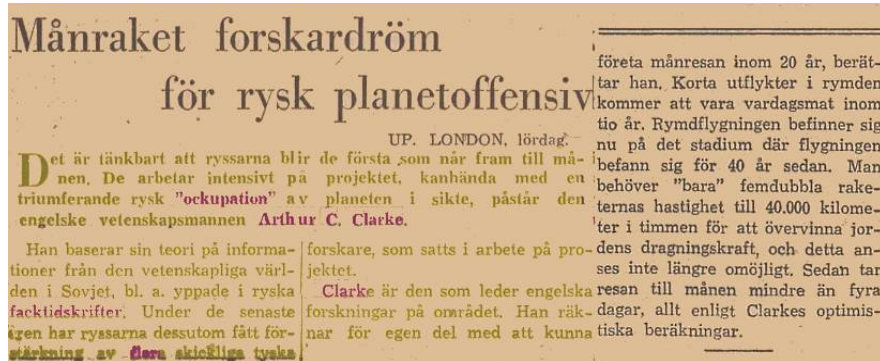 Månraket forskardröm
för rysk planetoffensiv
UP. LONDON, lördag.
Det är tänkbart att ryssarna blir de första som når fram till må-
nen. De arbetar intensivt på projektet, kanhända med en
triumferande rysk "ockupation" av planeten i sikte, påstår den
engelske vetenskapsmannen Arthur C. Clarke.
Han baserar sin teori på informa-
tioner från den vetenskapliga värl-
den i Sovjet, bl. a. yppade i ryska
facktidskrifter. Under de senaste
åren har ryssarna dessutom fått för-
stärkning av flera skickliga tyska
forskare, som satts i arbete på pro-
jektet.
Clarke är den som leder engelska
forskningar på området. Han räk-
nar för egen del med att kunna
företa månresan inom 20 år, berät-
tar han. Korta utflykter i rymden
kommer att vara vardagsmat inom
tio år. Rymdflygningen befinner sig
nu på det stadium där flygningen
befann sig för 40 år sedan. Man
behöver "bara" femdubbla rake-
ternas hastighet till 40.000 kilome-
ter i timmen för att övervinna jor-
dens dragningskraft, och detta an-
ses inte längre omöjligt. Sedan tar
resan till månen mindre än fyra
dagar, allt enligt Clarkes optimis-
tiska beräkningar.